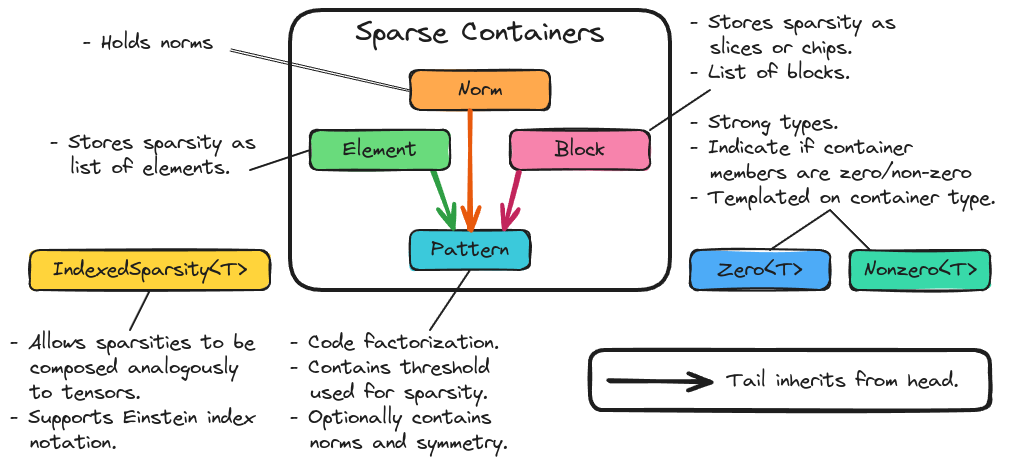 Sparse Containers
- Holds norms
Norm
- Stores sparsity as
slices or chips.
- List of blocks.
- Stores sparsity as
list of elements.
Element
Block
- Strong types.
- Indicate if container
members are zero/non-zero
- Templated on container type.
Pattern
IndexedSparsity<T>
Zero<T>
Nonzero<T>
- Allows sparsities to be
composed analogously
to tensors.
- Supports Einstein index
notation.
- Code factorization.
- Contains threshold
used for sparsity.
- Optionally contains
norms and symmetry.
Tail inherits from head.